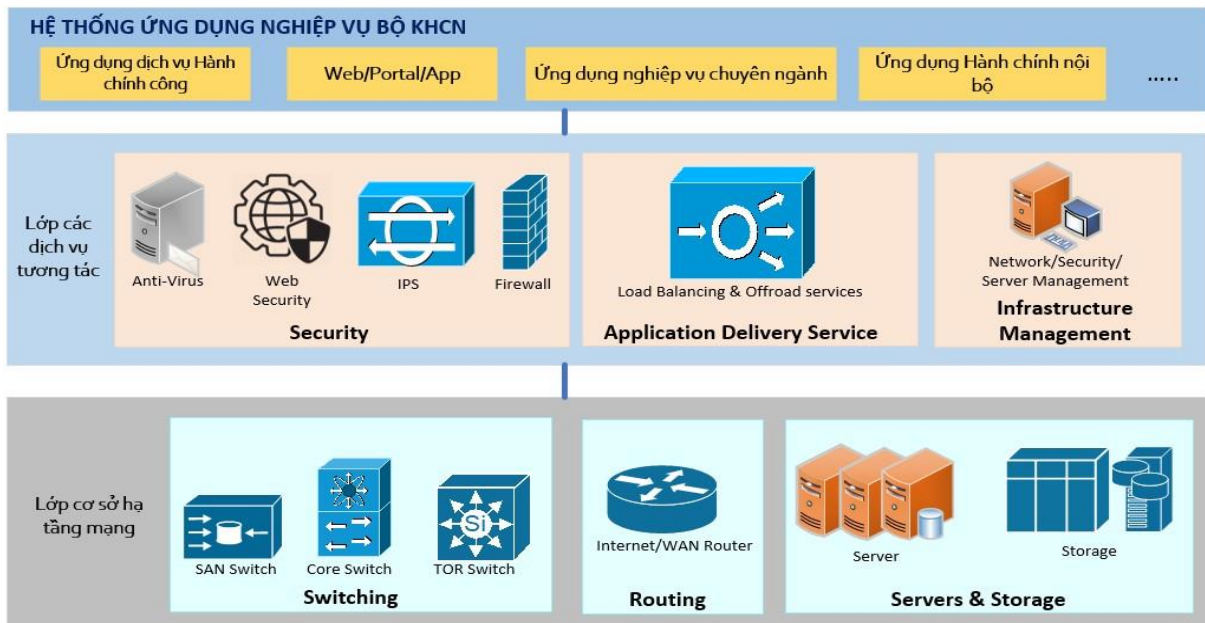 HỆ THỐNG ỨNG DỤNG NGHIỆP VỤ BỘ KHCN
Ứng dụng dịch vụ Hành
chính công
Web/Portal/App
Ứng dụng nghiệp vụ chuyên ngành
Ứng dụng Hành chính nội
bộ
.....
Lớp các
dịch vụ
tương tác
Anti-Virus
Web
Security
IPS
Firewall
Security
Load Balancing & Offroad services
Application Delivery Service
Network/Security/
Server Management
Infrastructure
Management
Lớp cơ sở hạ
tầng mạng
SAN Switch
Core Switch
Si
TOR Switch
Switching
Internet/WAN Router
Routing
Server
Storage
Servers & Storage